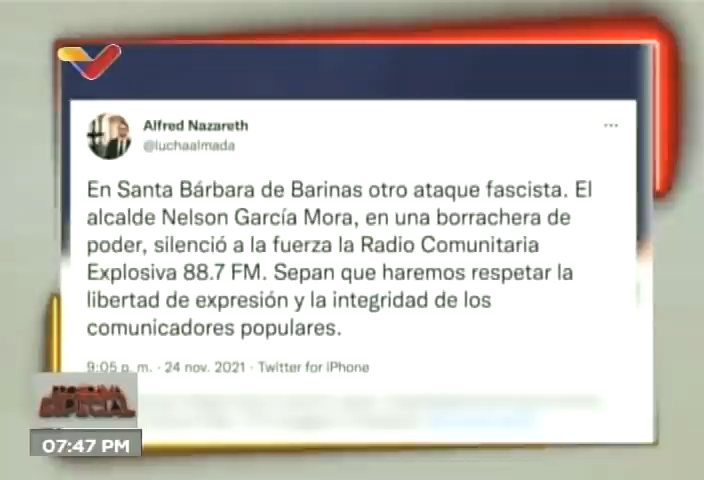 Alfred Nazareth
@luchaalmada
En Santa Bárbara de Barinas otro ataque fascista. El
alcalde Nelson García Mora, en una borrachera de
poder, silenció a la fuerza la Radio Comunitaria
Explosiva 88.7 FM. Sepan que haremos respetar la
libertad de expresión y la integridad de los
comunicadores populares.
9:05 p. m. · 24 nov. 2021 · Twitter for iPhone
07:47 PM